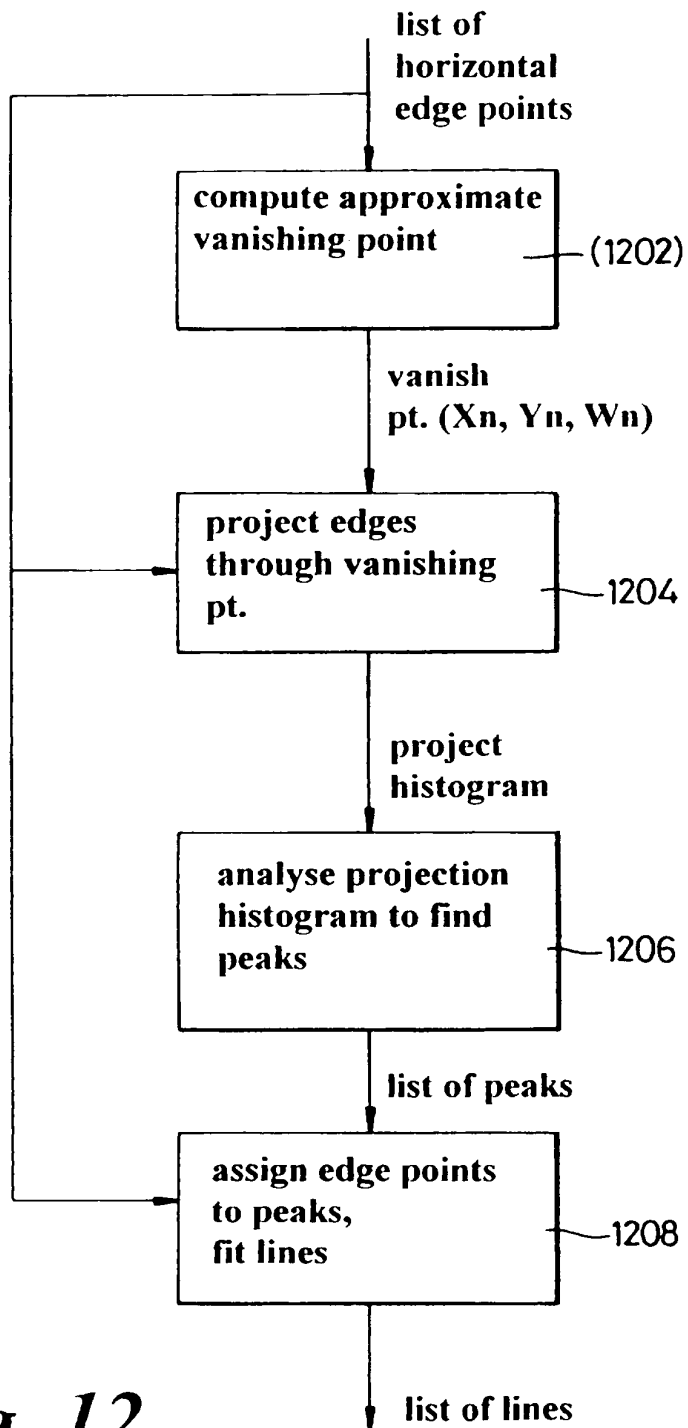 list of
horizontal
edge points
compute approximate
vanishing point
(1202)
vanish
pt. (Xn, Yn, Wn)
project edges
through vanishing
pt.
1204
project
histogram
analyse projection
histogram to find
peaks
1206
list of peaks
assign edge points
to peaks,
fit lines
1208
list of lines
12